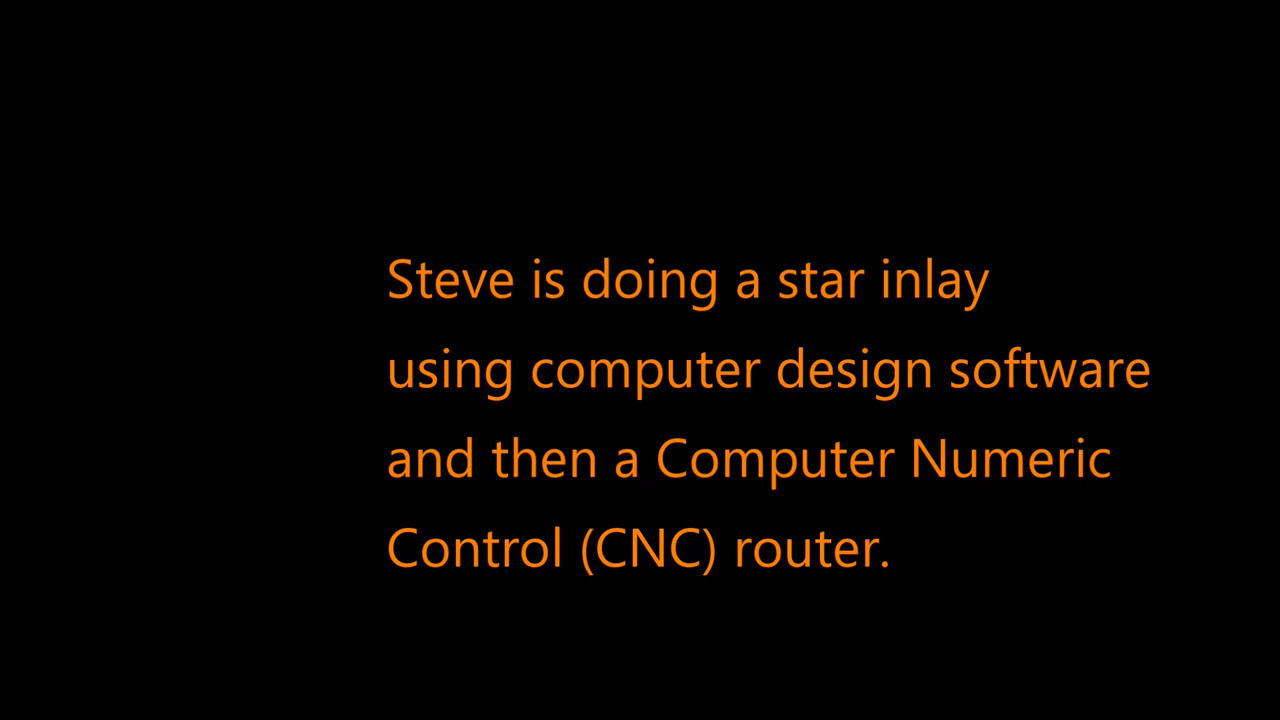 Steve is doing a star inlay
using computer design software
and then a Computer Numeric
Control (CNC) router.